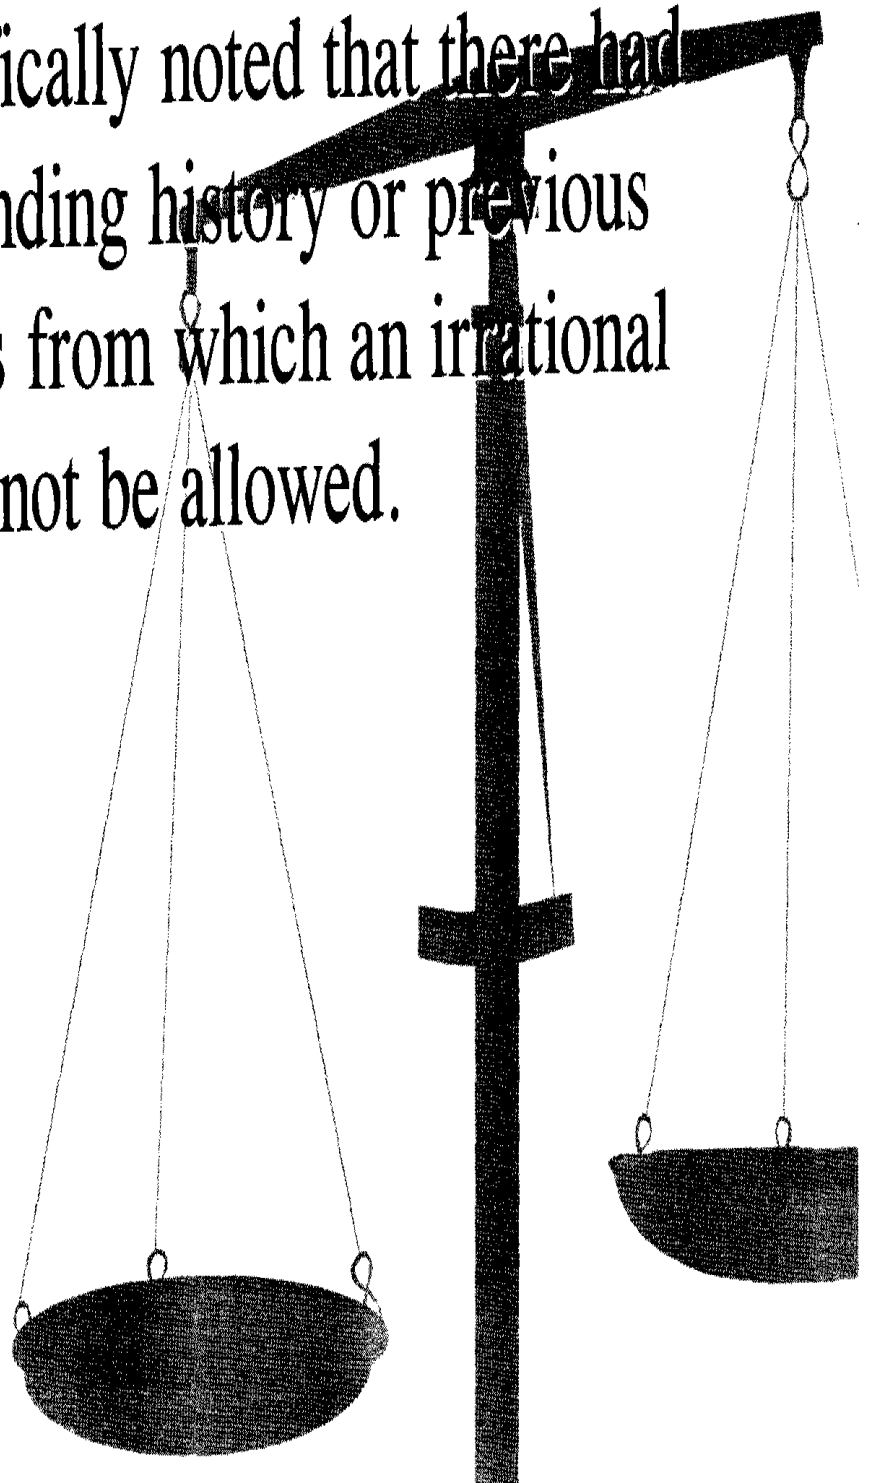 ically noted that there had
nding history or previous
s from which an irrational
not be allowed.